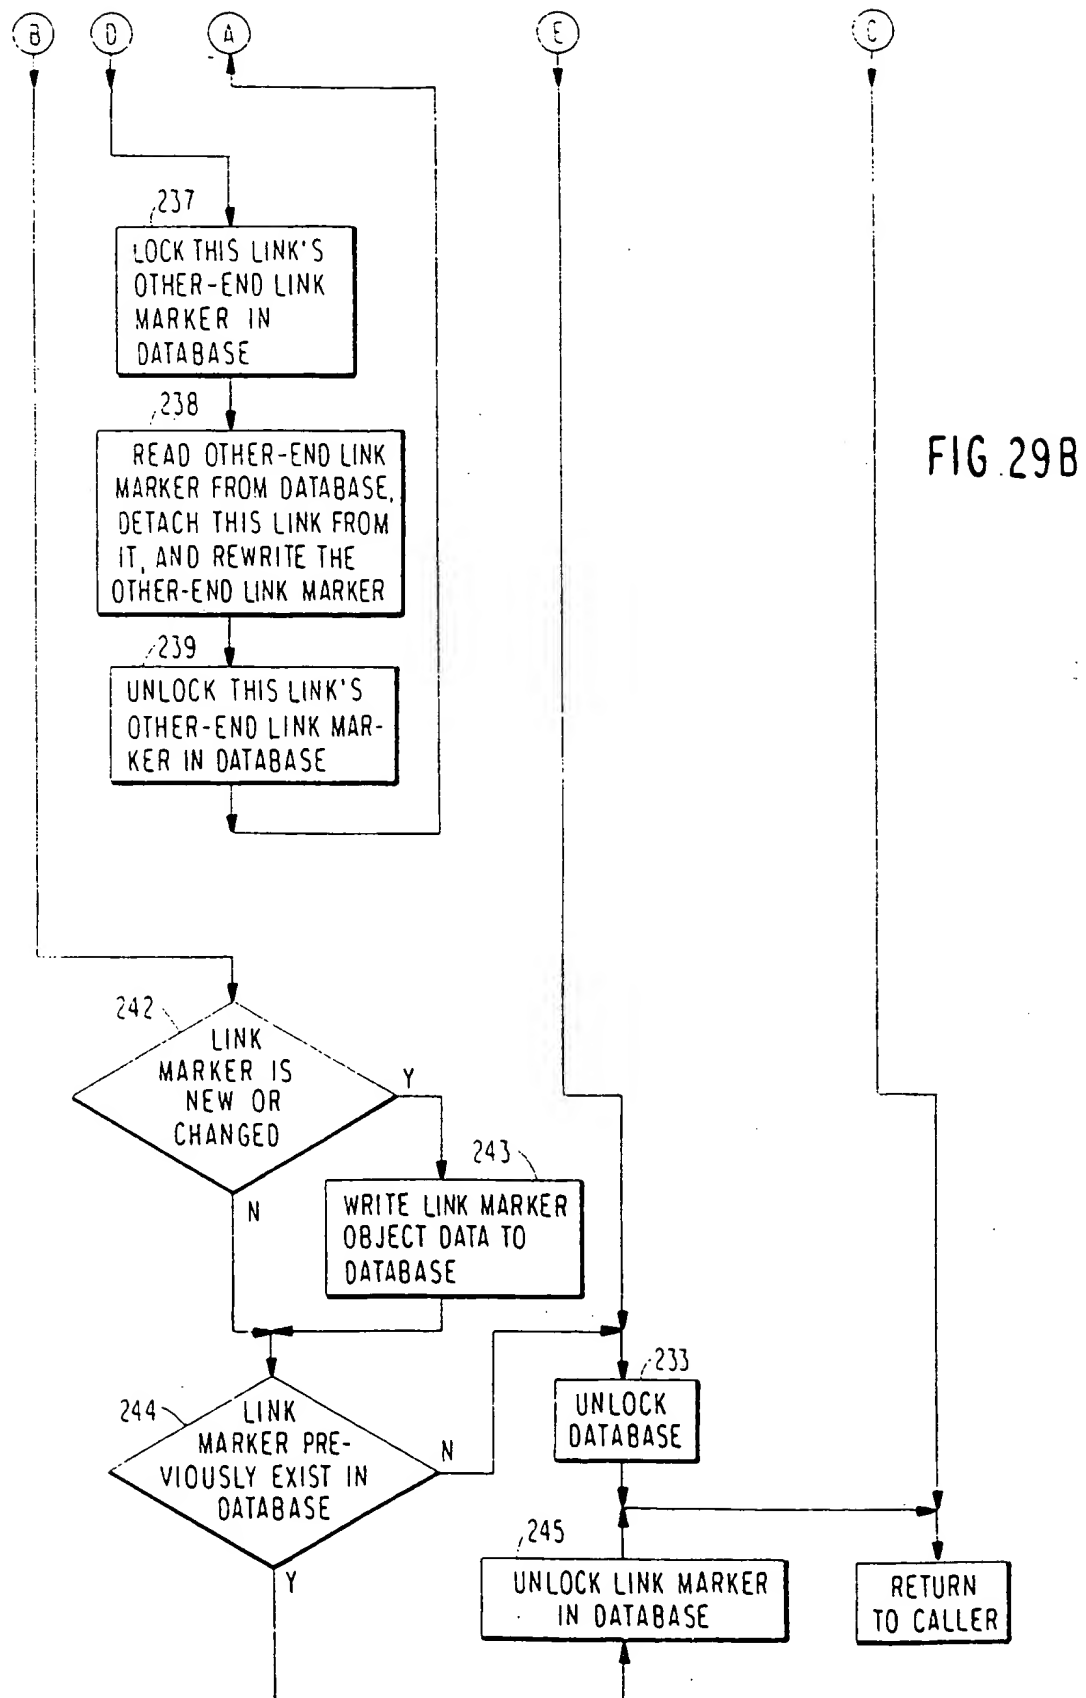 B D A E C
237
LOCK THIS LINK'S
OTHER-END LINK
MARKER IN
DATABASE
238
READ OTHER-END LINK
MARKER FROM DATABASE,
DETACH THIS LINK FROM
IT, AND REWRITE THE
OTHER-END LINK MARKER
FIG.29B
239
UNLOCK THIS LINK'S
OTHER-END LINK MAR-
KER IN DATABASE
242
LINK
MARKER IS
NEW OR
CHANGED
Y
N
243
WRITE LINK MARKER
OBJECT DATA TO
DATABASE
244
LINK
MARKER PRE-
VIOUSLY EXIST IN
DATABASE
N
Y
233
UNLOCK
DATABASE
245
UNLOCK LINK MARKER
IN DATABASE
RETURN
TO CALLER